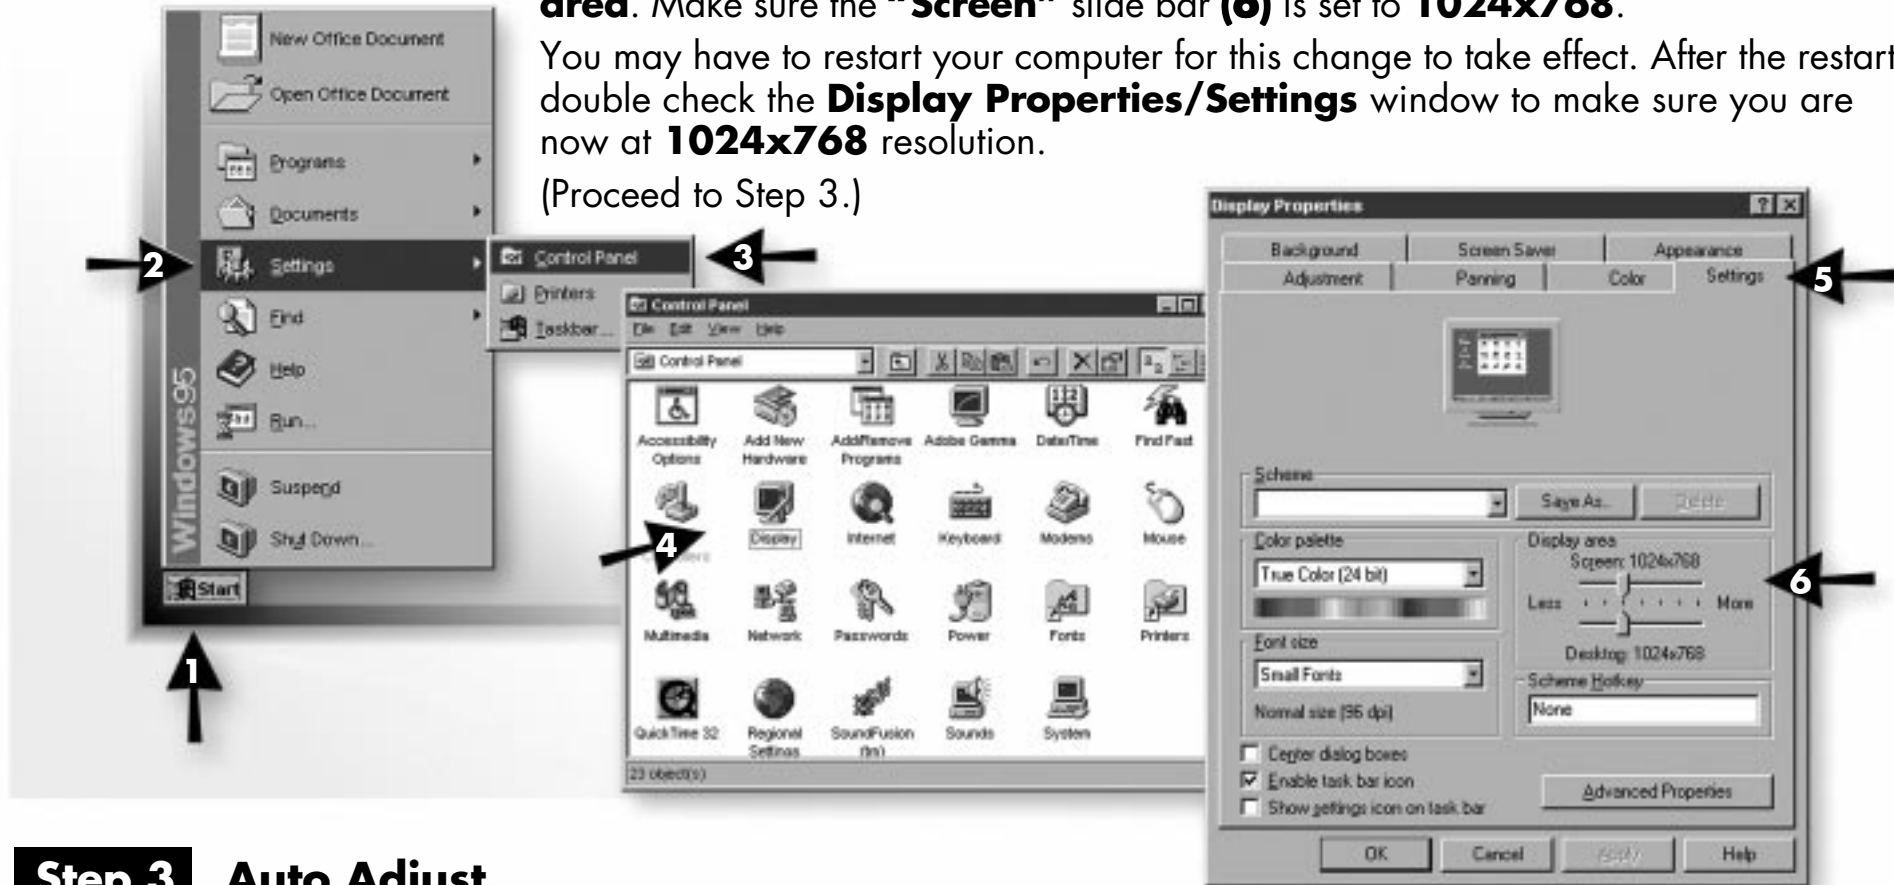 area. Make sure the "Screen" slide bar (6) is set to 1024x768.
You may have to restart your computer for this change to take effect. After the restart
double check the Display Properties/Settings window to make sure you are
now at 1024x768 resolution.
(Proceed to Step 3.)
New Office Document
Open Office Document
Programs
Documents
2
Settings
Find
Help
Run...
Suspend
Shut Down...
Windows95
Start
1
3
Control Panel
Printers
Taskbar...
Control Panel
File Edit View Help
Control Panel
Accessibility Options
Add New Hardware
Add/Remove Programs
Adobe Gamma
Date/Time
Find Fast
4
Display
Internet
Keyboard
Modems
Mouse
Multimedia
Network
Passwords
Power
Fonts
Printers
QuickTime 32
Regional Settings
SoundFusion (tm)
Sounds
System
23 object(s)
Display Properties
Background Screen Saver Appearance
Adjustment Panning Color Settings
5
Scheme
Save As... Delete
Color palette
True Color (24 bit)
Display area
Screen: 1024x768
Less More
Desktop: 1024x768
6
Font size
Small Fonts
Normal size (96 dpi)
Scheme Hotkey
None
Center dialog boxes
Enable task bar icon
Show settings icon on task bar
Advanced Properties
OK Cancel Apply Help
Step 3 Auto Adjust.